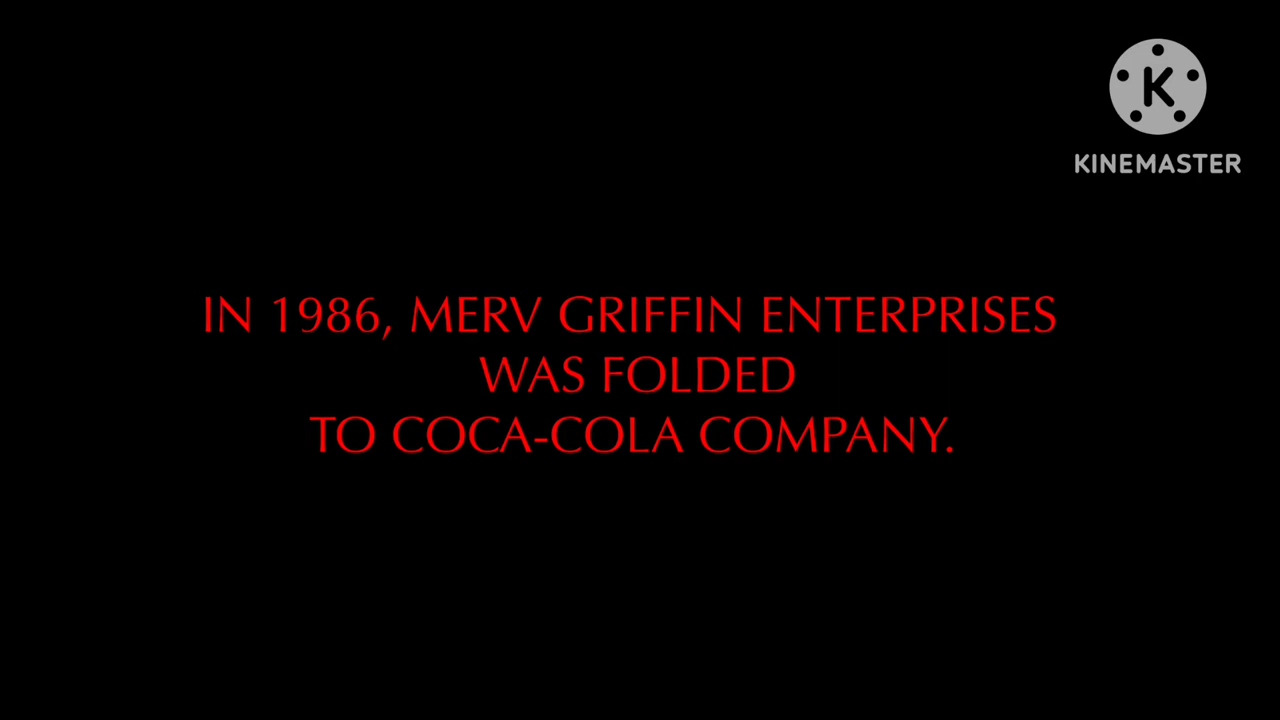 K
KINEMASTER
IN 1986, MERV GRIFFIN ENTERPRISES
WAS FOLDED
TO COCA-COLA COMPANY.